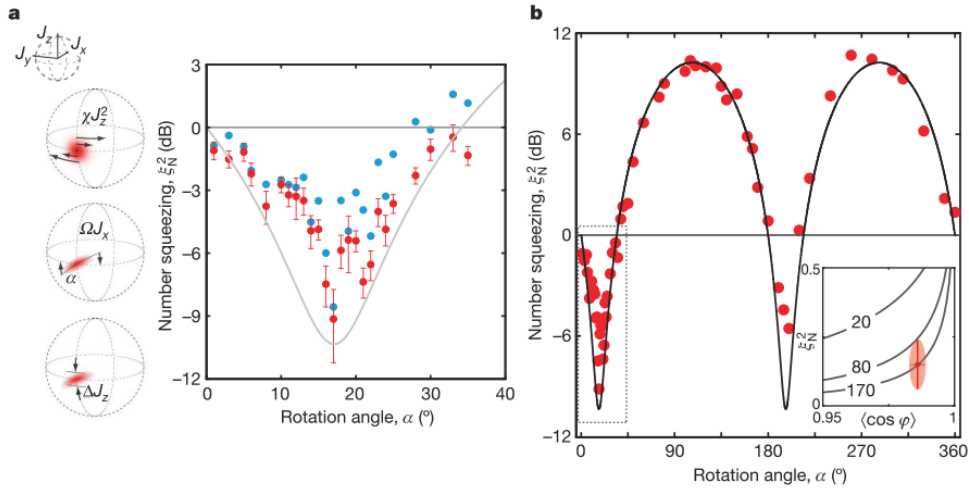 a
J_z
J_x
J_y
χJ_z^2
ΩJ_x
α
ΔJ_z
Number squeezing, ξ_N^2 (dB)
3
0
−3
−6
−9
−12
0 10 20 30 40
Rotation angle, α (°)
b
Number squeezing, ξ_N^2 (dB)
12
6
0
−6
−12
0 90 180 270 360
Rotation angle, α (°)
0.5
ξ_N^2
20
80
170
0
0.95 1
⟨cos φ⟩